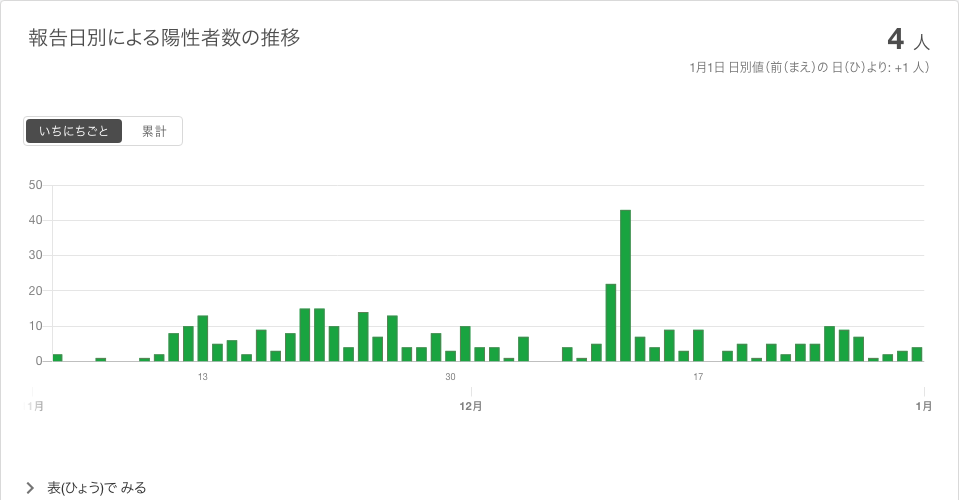 報告日別による陽性者数の推移
4 人
1月1日 日別値(前(まえ)の 日(ひ)より: +1 人)
いちにちごと 累計
50
40
30
20
10
0
13 30 17
1月 12月 1月
表(ひょう)で みる